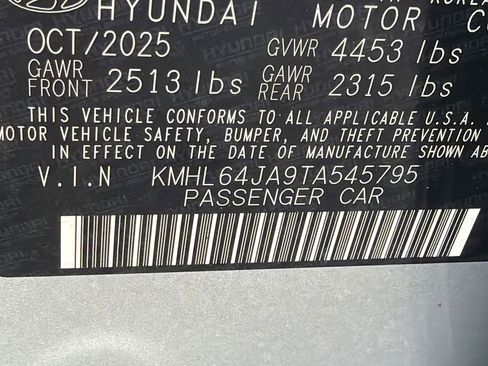 HYUNDAI MOTOR
OCT/2025 GVWR 4453 lbs
GAWR FRONT 2513 lbs GAWR REAR 2315 lbs
THIS VEHICLE CONFORMS TO ALL APPLICABLE U.S.A.
MOTOR VEHICLE SAFETY, BUMPER, AND THEFT PREVENTION
IN EFFECT ON THE DATE OF MANUFACTURE SHOWN
V.I.N KMHL64JA9TA545795
PASSENGER CAR